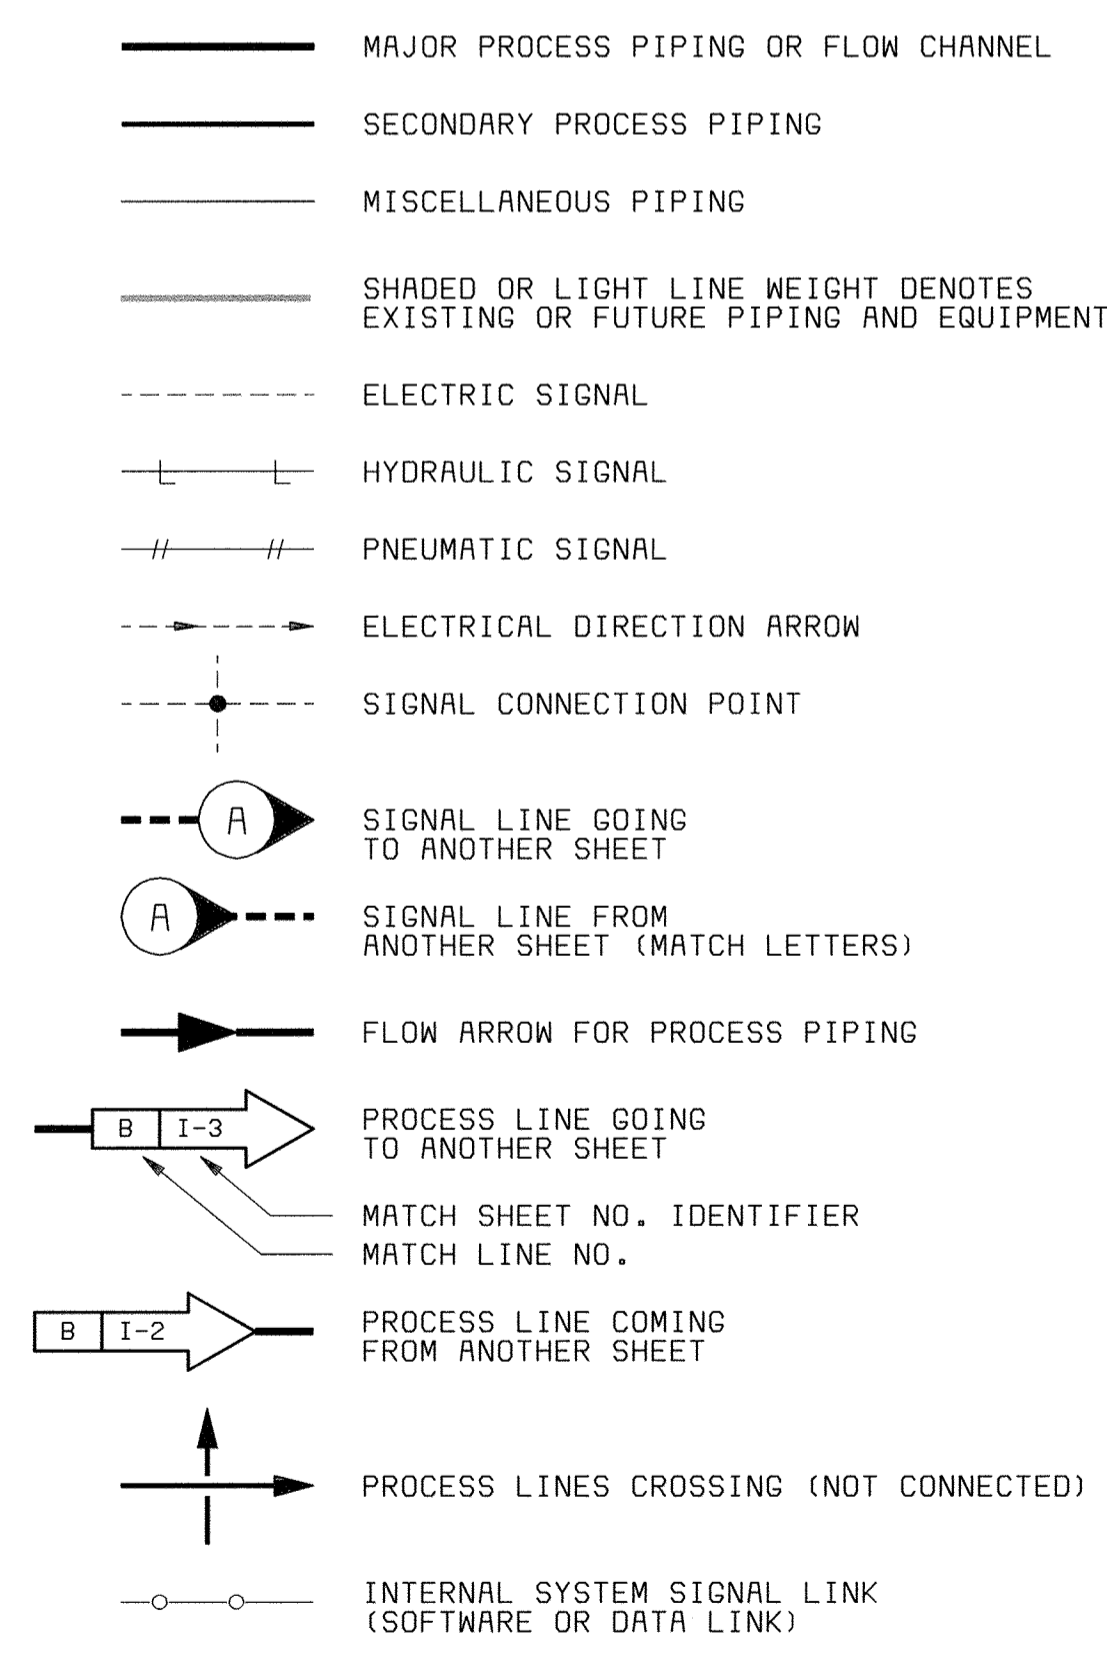 MAJOR PROCESS PIPING OR FLOW CHANNEL
SECONDARY PROCESS PIPING
MISCELLANEOUS PIPING
SHADED OR LIGHT LINE WEIGHT DENOTES
EXISTING OR FUTURE PIPING AND EQUIPMENT
ELECTRIC SIGNAL
HYDRAULIC SIGNAL
PNEUMATIC SIGNAL
ELECTRICAL DIRECTION ARROW
SIGNAL CONNECTION POINT
A
SIGNAL LINE GOING
TO ANOTHER SHEET
A
SIGNAL LINE FROM
ANOTHER SHEET (MATCH LETTERS)
FLOW ARROW FOR PROCESS PIPING
B I-3
PROCESS LINE GOING
TO ANOTHER SHEET
MATCH SHEET NO. IDENTIFIER
MATCH LINE NO.
B I-2
PROCESS LINE COMING
FROM ANOTHER SHEET
PROCESS LINES CROSSING (NOT CONNECTED)
INTERNAL SYSTEM SIGNAL LINK
(SOFTWARE OR DATA LINK)